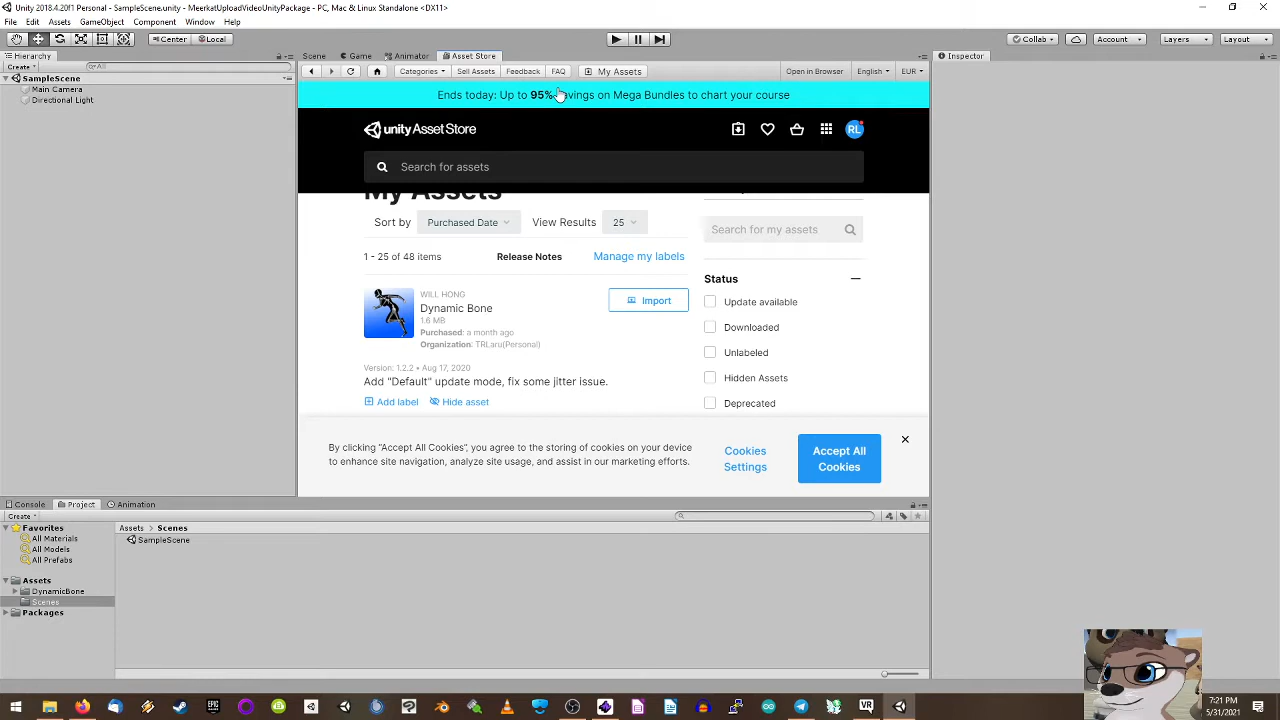 Unity 2018.4.20f1 Personal - SampleScene.unity - MeerkatUploadVideoUnityPackage - PC, Mac & Linux Standalone <DX11>
File Edit Assets GameObject Component Window Help
Center Local Collab Account Layers Layout
Hierarchy Scene Game Animator Asset Store Inspector
Create All
Categories Sell Assets Feedback FAQ My Assets Open in Browser English EUR
SampleScene
Main Camera
Directional Light
Ends today: Up to 95% savings on Mega Bundles to chart your course
unity Asset Store RL
Search for assets
My Assets
Sort by Purchased Date View Results 25
Search for my assets
1 - 25 of 48 items Release Notes Manage my labels
Status
WILL HONG
Dynamic Bone
1.6 MB
Purchased: a month ago
Organization: TRLaru(Personal)
Import
Update available
Downloaded
Unlabeled
Hidden Assets
Deprecated
Version: 1.2.2 • Aug 17, 2020
Add "Default" update mode, fix some jitter issue.
Add label Hide asset
By clicking “Accept All Cookies”, you agree to the storing of cookies on your device
to enhance site navigation, analyze site usage, and assist in our marketing efforts.
Cookies
Settings
Accept All
Cookies
Console Project Animation
Create
Favorites
All Materials
All Models
All Prefabs
Assets
DynamicBone
Scenes
Packages
Assets > Scenes
SampleScene
EPIC
GAMES
VR
7:21 PM
5/31/2021